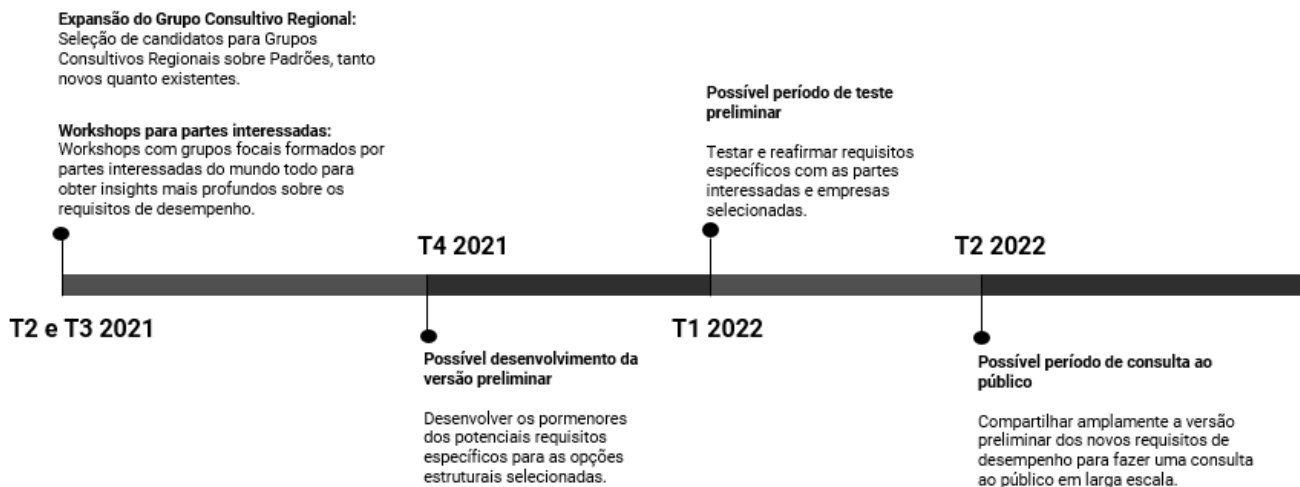 Expansão do Grupo Consultivo Regional:
Seleção de candidatos para Grupos
Consultivos Regionais sobre Padrões, tanto
novos quanto existentes.
Workshops para partes interessadas:
Workshops com grupos focais formados por
partes interessadas do mundo todo para
obter insights mais profundos sobre os
requisitos de desempenho.
T2 e T3 2021
T4 2021
Possível desenvolvimento da
versão preliminar
Desenvolver os pormenores
dos potenciais requisitos
específicos para as opções
estruturais selecionadas.
Possível período de teste
preliminar
Testar e reafirmar requisitos
específicos com as partes
interessadas e empresas
selecionadas.
T1 2022
T2 2022
Possível período de consulta ao
público
Compartilhar amplamente a versão
preliminar dos novos requisitos de
desempenho para fazer uma consulta
ao público em larga escala.